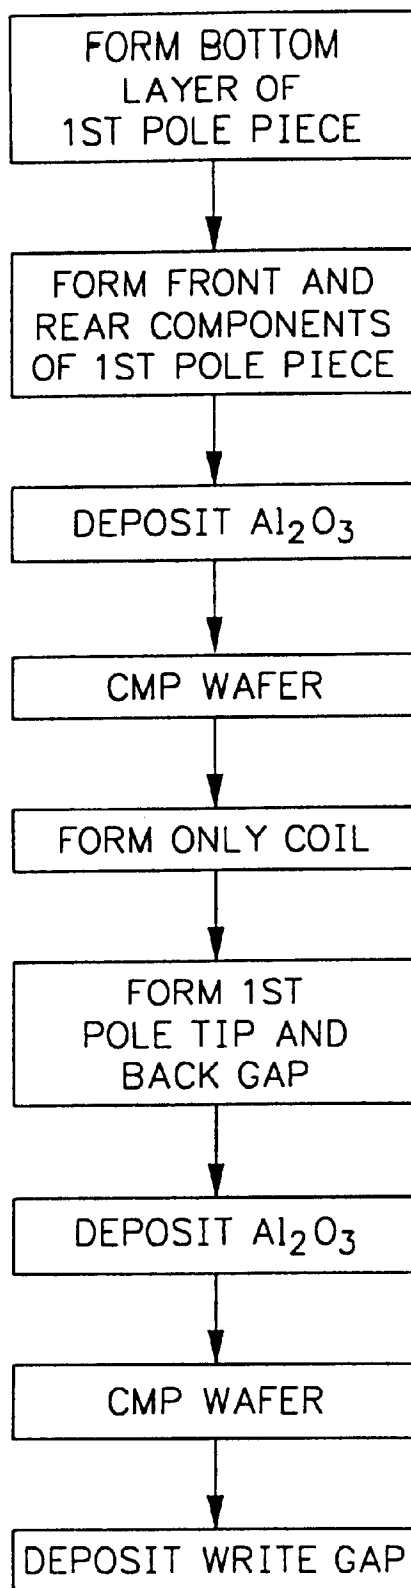 FORM BOTTOM
LAYER OF
1ST POLE PIECE
FORM FRONT AND
REAR COMPONENTS
OF 1ST POLE PIECE
DEPOSIT Al₂O₃
CMP WAFER
FORM ONLY COIL
FORM 1ST
POLE TIP AND
BACK GAP
DEPOSIT Al₂O₃
CMP WAFER
DEPOSIT WRITE GAP